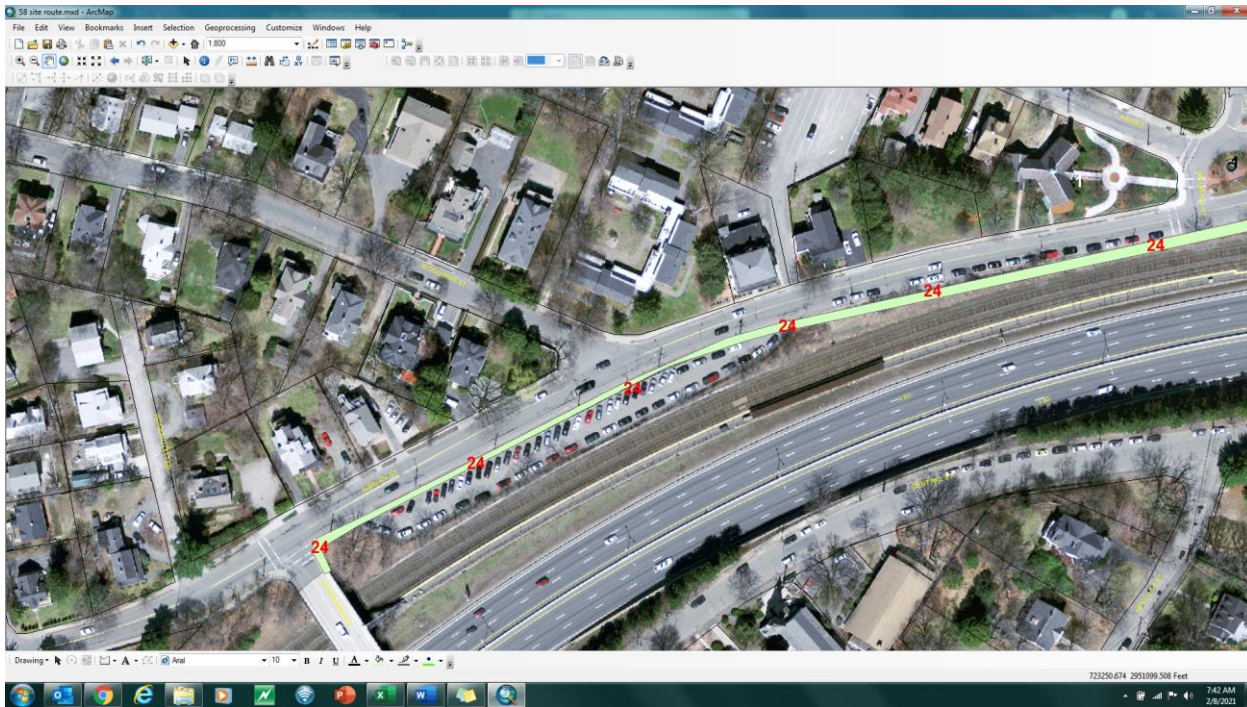 58 site route.mxd - ArcMap
File Edit View Bookmarks Insert Selection Geoprocessing Customize Windows Help
1:800
24
24
24
24
24
24
24
Drawing
A
Arial
10
B I U A
723250.674 2951099.508 Feet
7:42 AM
2/8/2021